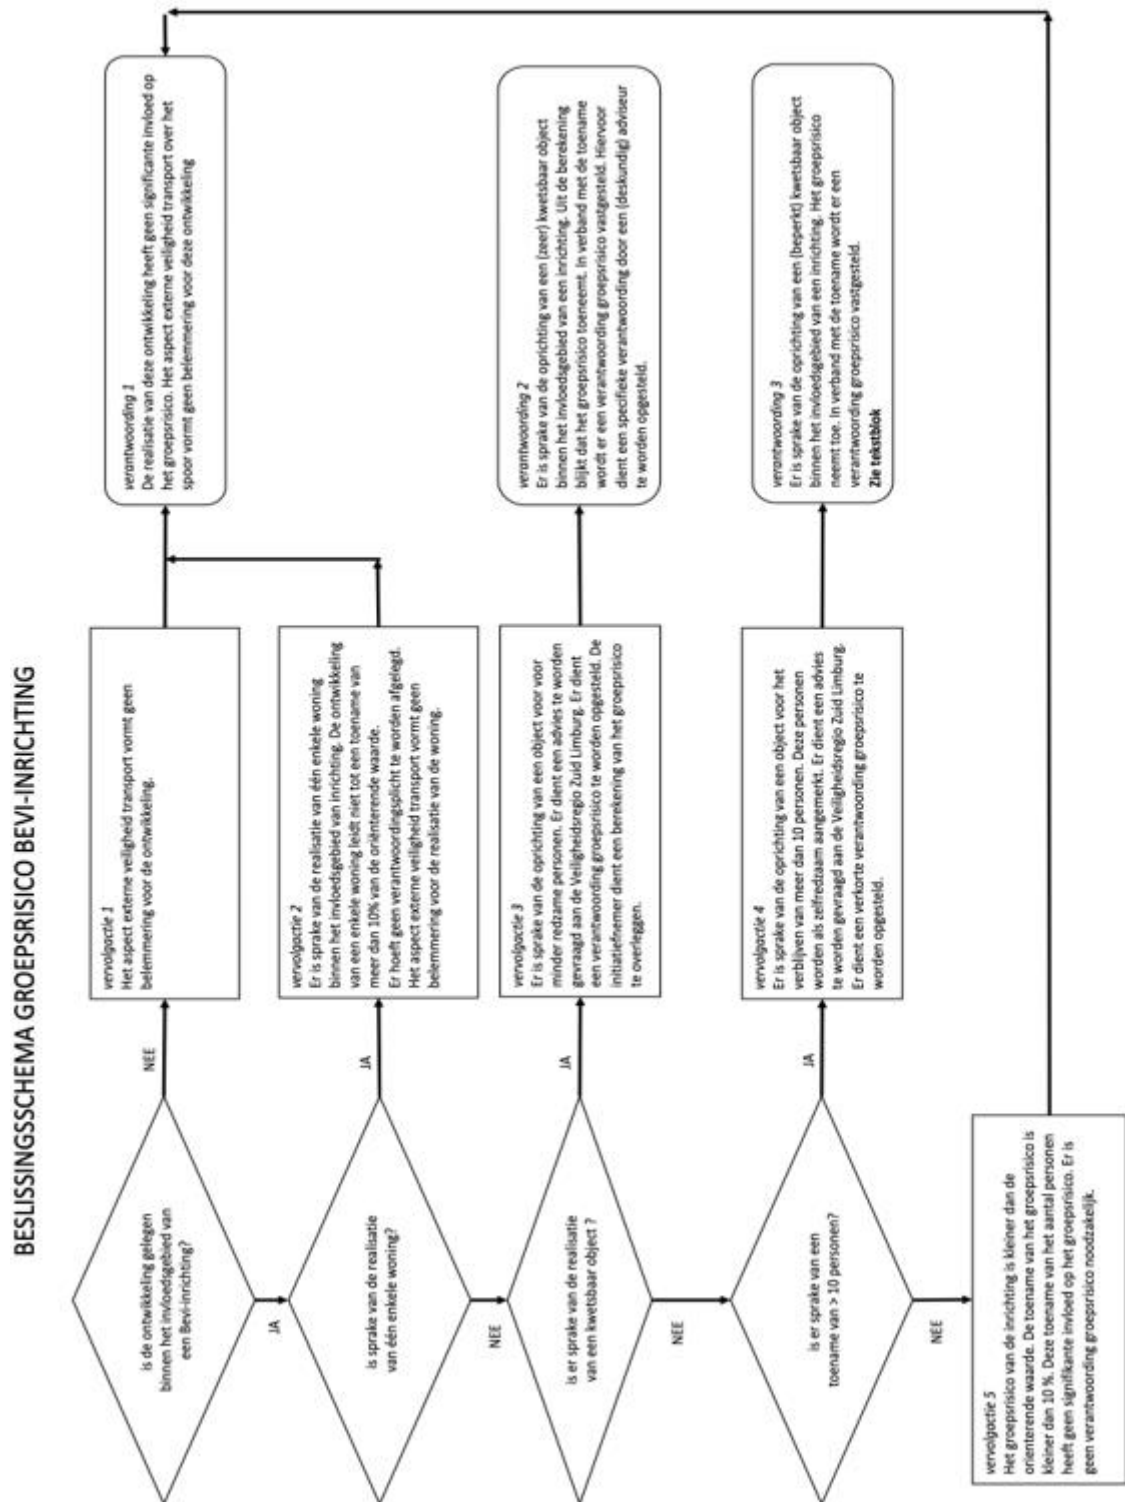 BESLISSINGSSCHEMA GROEPSRISICO BEVI-INRICHTING
is de ontwikkeling gelegen
binnen het invloedsgebied van
een Bevi-inrichting?
NEE
vervolgactie 1
Het aspect externe veiligheid transport vormt geen
belemmering voor de ontwikkeling.
verantwoording 1
De realisatie van deze ontwikkeling heeft geen significante invloed op
het groepsrisico. Het aspect externe veiligheid transport over het
spoor vormt geen belemmering voor deze ontwikkeling
JA
is sprake van de realisatie
van één enkele woning?
JA
vervolgactie 2
Er is sprake van de realisatie van één enkele woning
binnen het invloedsgebied van inrichting. De ontwikkeling
van een enkele woning leidt niet tot een toename van
meer dan 10% van de oriënterende waarde.
Er hoeft geen verantwoordingsplicht te worden afgelegd.
Het aspect externe veiligheid transport vormt geen
belemmering voor de realisatie van de woning.
NEE
is er sprake van de realisatie
van een kwetsbaar object ?
JA
vervolgactie 3
Er is sprake van de oprichting van een object voor voor
minder redzame personen. Er dient een advies te worden
gevraagd aan de Veiligheidsregio Zuid Limburg. Er dient
een verantwoording groepsrisico te worden opgesteld. De
initiatiefnemer dient een berekening van het groepsrisico
te overleggen.
verantwoording 2
Er is sprake van de oprichting van een (zeer) kwetsbaar object
binnen het invloedsgebied van een inrichting. Uit de berekening
blijkt dat het groepsrisico toeneemt. In verband met de toename
wordt er een verantwoording groepsrisico vastgesteld. Hiervoor
dient een specifieke verantwoording door een (deskundig) adviseur
te worden opgesteld.
NEE
is er sprake van een
toename van > 10 personen?
JA
vervolgactie 4
Er is sprake van de oprichting van een object voor het
verblijven van meer dan 10 personen. Deze personen
worden als zelfredzaam aangemerkt. Er dient een advies
te worden gevraagd aan de Veiligheidsregio Zuid Limburg.
Er dient een verkorte verantwoording groepsrisico te
worden opgesteld.
verantwoording 3
Er is sprake van de oprichting van een (beperkt) kwetsbaar object
binnen het invloedsgebied van een inrichting. Het groepsrisico
neemt toe. In verband met de toename wordt er een
verantwoording groepsrisico vastgesteld.
Zie tekstblok
NEE
vervolgactie 5
Het groepsrisico van de inrichting is kleiner dan de
orienterende waarde. De toename van het groepsrisico is
kleiner dan 10 %. Deze toename van het aantal personen
heeft geen signifikante invloed op het groepsrisico. Er is
geen verantwoording groepsrisico noodzakelijk.